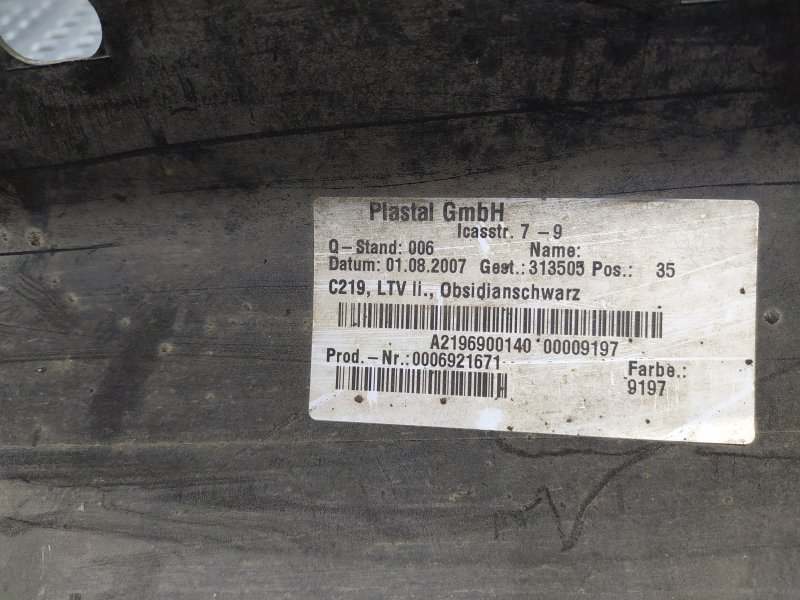 Plastal GmbH
Icasstr. 7 - 9
Q-Stand: 006 Name:
Datum: 01.08.2007 Gest.: 313505 Pos.: 35
C219, LTV li., Obsidianschwarz
A2196900140 00009197
Prod.-Nr.:0006921671 Farbe.:
9197